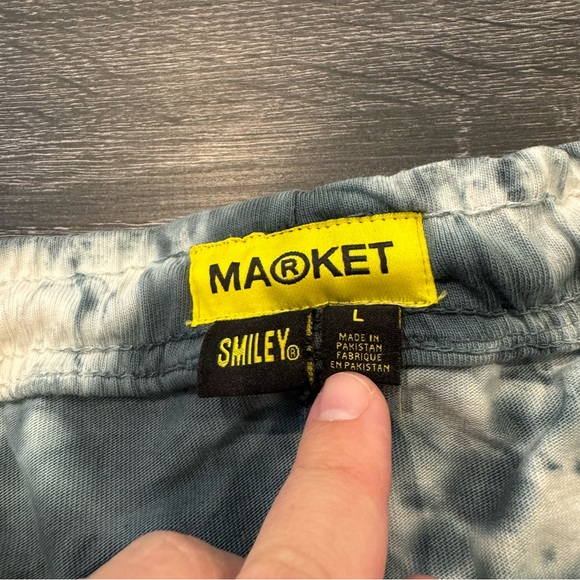 MA®KET
SMILEY®
L
MADE IN
PAKISTAN
FABRIQUE
EN PAKISTAN